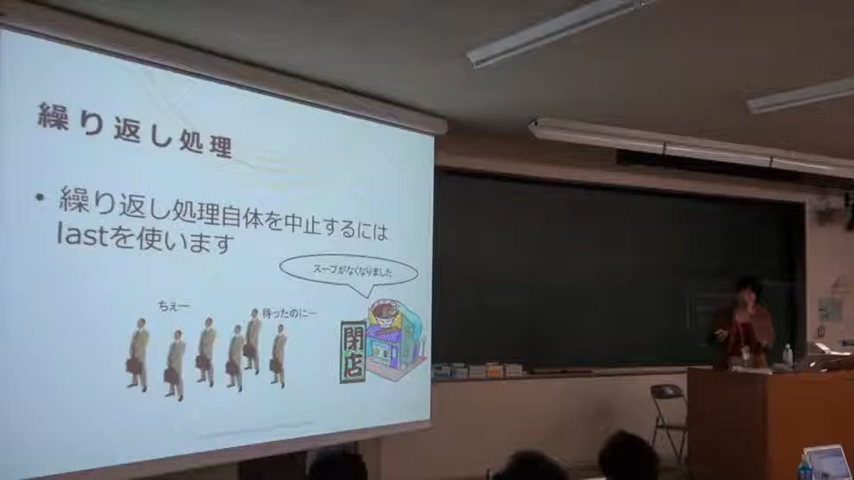 繰り返し処理
• 繰り返し処理自体を中止するには
lastを使います
スープがなくなりました
ちぇー
待ったのにー
閉店